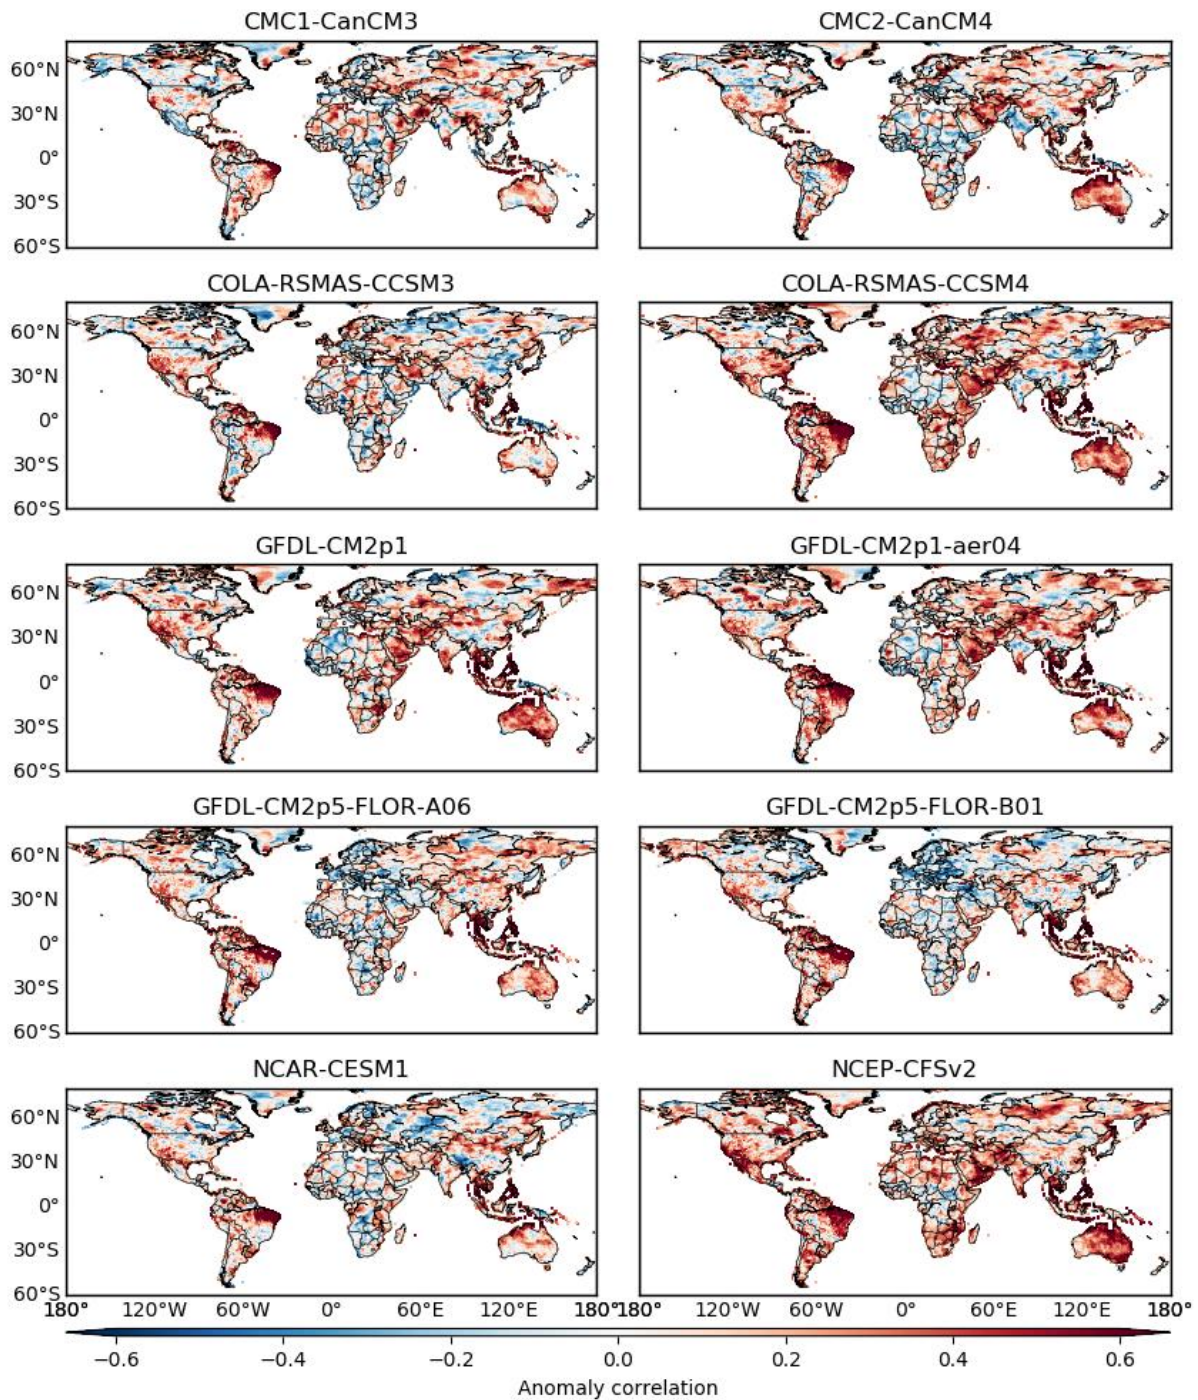 CMC1-CanCM3 CMC2-CanCM4
60°N
30°N
0°
30°S
60°S
COLA-RSMAS-CCSM3 COLA-RSMAS-CCSM4
60°N
30°N
0°
30°S
60°S
GFDL-CM2p1 GFDL-CM2p1-aer04
60°N
30°N
0°
30°S
60°S
GFDL-CM2p5-FLOR-A06 GFDL-CM2p5-FLOR-B01
60°N
30°N
0°
30°S
60°S
NCAR-CESM1 NCEP-CFSv2
60°N
30°N
0°
30°S
60°S
180° 120°W 60°W 0° 60°E 120°E 180° 180° 120°W 60°W 0° 60°E 120°E 180°
−0.6 −0.4 −0.2 0.0 0.2 0.4 0.6
Anomaly correlation